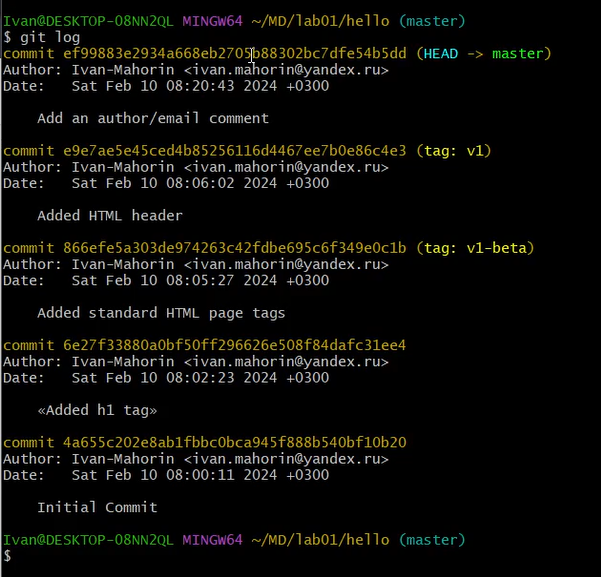 Ivan@DESKTOP-08NN2QL MINGW64 ~/MD/lab01/hello (master)
$ git log
commit ef99883e2934a668eb2705b88302bc7dfe54b5dd (HEAD -> master)
Author: Ivan-Mahorin <ivan.mahorin@yandex.ru>
Date:   Sat Feb 10 08:20:43 2024 +0300
    Add an author/email comment
commit e9e7ae5e45ced4b85256116d4467ee7b0e86c4e3 (tag: v1)
Author: Ivan-Mahorin <ivan.mahorin@yandex.ru>
Date:   Sat Feb 10 08:06:02 2024 +0300
    Added HTML header
commit 866efe5a303de974263c42fdbe695c6f349e0c1b (tag: v1-beta)
Author: Ivan-Mahorin <ivan.mahorin@yandex.ru>
Date:   Sat Feb 10 08:05:27 2024 +0300
    Added standard HTML page tags
commit 6e27f33880a0bf50ff296626e508f84dafc31ee4
Author: Ivan-Mahorin <ivan.mahorin@yandex.ru>
Date:   Sat Feb 10 08:02:23 2024 +0300
    «Added h1 tag»
commit 4a655c202e8ab1fbbc0bca945f888b540bf10b20
Author: Ivan-Mahorin <ivan.mahorin@yandex.ru>
Date:   Sat Feb 10 08:00:11 2024 +0300
    Initial Commit
Ivan@DESKTOP-08NN2QL MINGW64 ~/MD/lab01/hello (master)
$